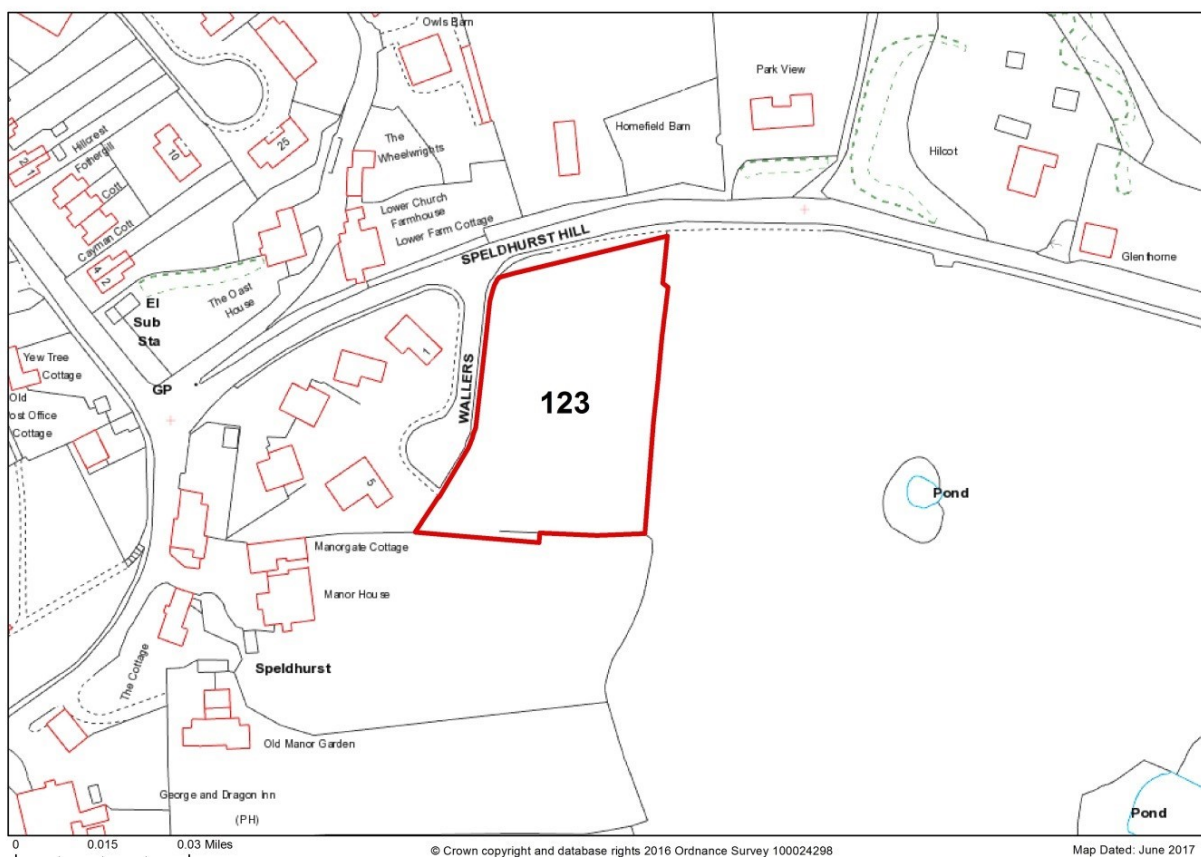 Owls Barn
Park View
Homefield Barn
The
Wheelwrights
Hillcrest
Fothergill
Cott
10
25
2
1
Hilcot
Lower Church
Farmhouse
Lower Farm Cottage
Cayman Cott
SPELDHURST HILL
Glenthorne
4
2
The Oast
House
El
Sub
Sta
1
WALLERS
Yew Tree
Cottage
GP
Old
ost Office
Cottage
123
5
Pond
Manorgate Cottage
Manor House
The Cottage
Speldhurst
Old Manor Garden
George and Dragon Inn
(PH)
Pond
0 0.015 0.03 Miles
© Crown copyright and database rights 2016 Ordnance Survey 100024298
Map Dated: June 2017